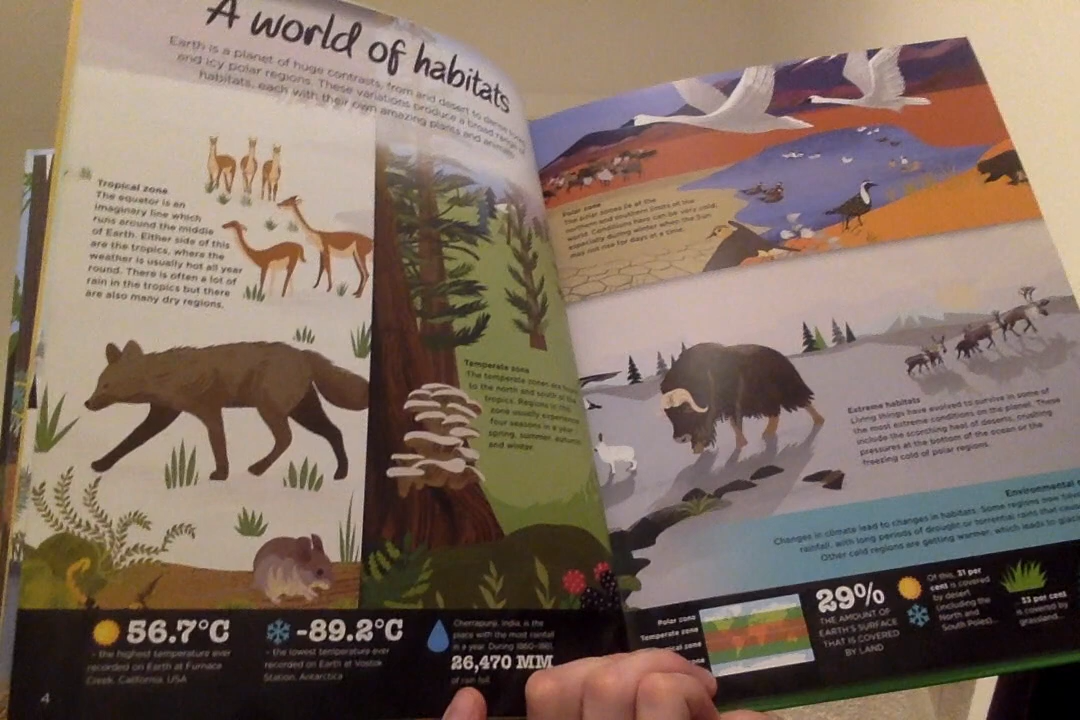 A world of habitats
Earth is a planet of huge contrasts, from arid desert to dense forest
and icy polar regions. These variations produce a broad range of
habitats, each with their own amazing plants and animals.
Tropical zone
The equator is an
imaginary line which
runs around the middle
of Earth. Either side of this
are the tropics, where the
weather is usually hot all year
round. There is often a lot of
rain in the tropics but there
are also many dry regions.
Temperate zone
The temperate zones are found
to the north and south of the
tropics. Regions in this
zone usually experience
four seasons in a year -
spring, summer, autumn
and winter.
Polar zone
The polar zones lie at the
northern and southern limits of the
world. Conditions here can be very cold,
especially during winter when the Sun
may not rise for days at a time.
Extreme habitats
Living things have evolved to survive in some of
the most extreme conditions on the planet. These
include the scorching heat of deserts, crushing
pressures at the bottom of the ocean or the
freezing cold of polar regions.
Environmental
Changes in climate lead to changes in habitats. Some regions now have
rainfall, with long periods of drought or torrential rains that
Other cold regions are getting warmer, which leads to
56.7°C
- the highest temperature ever
recorded on Earth at Furnace
Creek, California, USA
-89.2°C
- the lowest temperature ever
recorded on Earth at Vostok
Station, Antarctica
Cherrapunji, India, is the
place with the most rainfall
in a year. During 1860-1861,
26,470 MM
of rain fell
Polar zone
Temperate zone
zone
29%
THE AMOUNT OF
EARTH'S SURFACE
THAT IS COVERED
BY LAND
Of this, 31 per
cent is covered
by desert
(including the
North and
South Poles)...
... 33 per cent
is covered by
grassland...
4